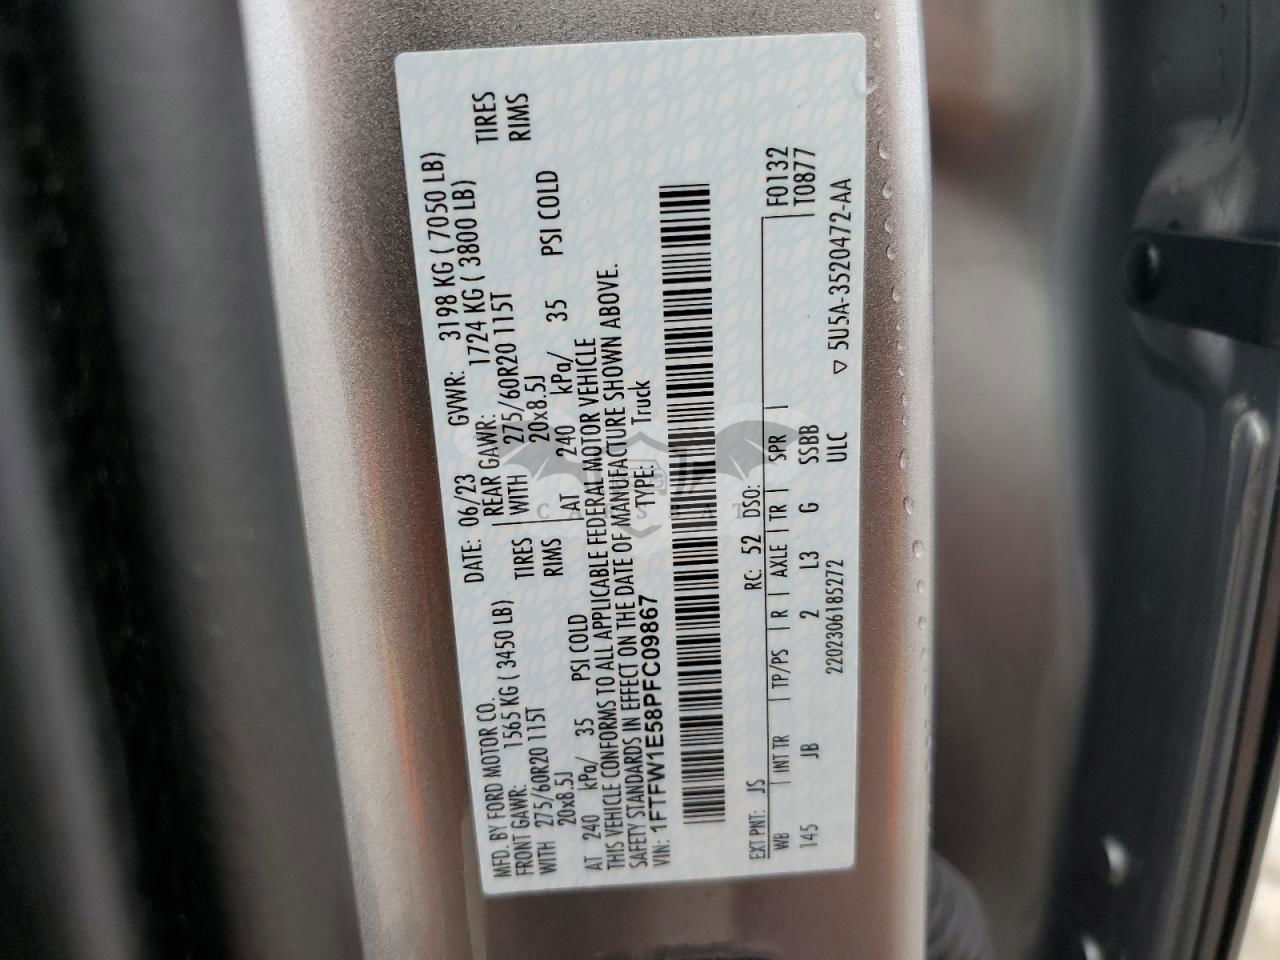 MFD. BY FORD MOTOR CO. DATE: 06/23 GVWR: 3198 KG ( 7050 LB)
FRONT GAWR: 1565 KG ( 3450 LB) REAR GAWR: 1724 KG ( 3800 LB)
WITH 275/60R20 115T TIRES WITH 275/60R20 115T TIRES
20x8.5J RIMS 20x8.5J RIMS
AT 240 kPa/ 35 PSI COLD AT 240 kPa/ 35 PSI COLD
THIS VEHICLE CONFORMS TO ALL APPLICABLE FEDERAL MOTOR VEHICLE
SAFETY STANDARDS IN EFFECT ON THE DATE OF MANUFACTURE SHOWN ABOVE.
VIN: 1FTFW1E58PFC09867 TYPE: Truck
EXT PNT: JS RC: 52 DSO: F0132
WB INT TR TP/PS R AXLE TR SPR T0877
145 JB 2 L3 G SSBB
2202306185272 ULC ▽ 5U5A-3520472-AA
CARSBAT